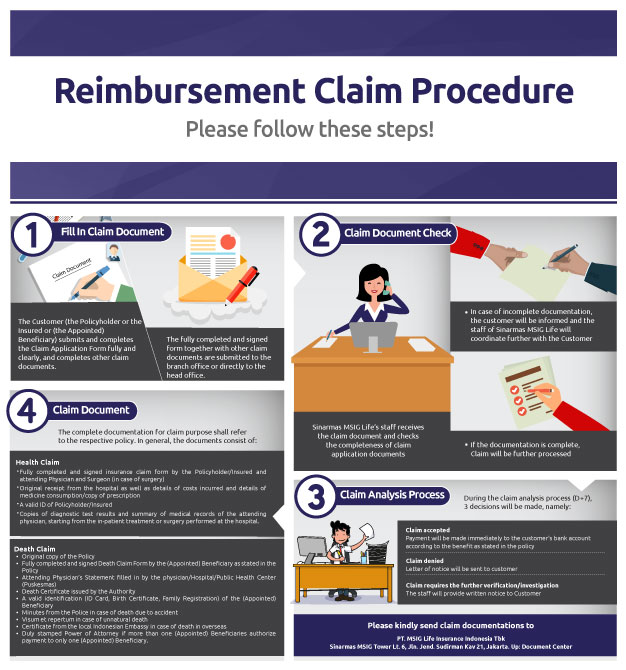 Reimbursement Claim Procedure
Please follow these steps!
1 Fill In Claim Document
Claim Document
The Customer (the Policyholder or the
Insured or (the Appointed)
Beneficiary) submits and completes
the Claim Application Form fully and
clearly, and completes other claim
documents.
The fully completed and signed
form together with other claim
documents are submitted to the
branch office or directly to the
head office.
2 Claim Document Check
Sinarmas MSIG Life's staff receives
the claim document and checks
the completeness of claim
application documents
• In case of incomplete documentation,
the customer will be informed and the
staff of Sinarmas MSIG Life will
coordinate further with the Customer
• If the documentation is complete,
Claim will be further processed
3 Claim Analysis Process
During the claim analysis process (D+7),
3 decisions will be made, namely:
Claim accepted
Payment will be made immediately to the customer's bank account
according to the benefit as stated in the policy
Claim denied
Letter of notice will be sent to customer
Claim requires the further verification/investigation
The staff will provide written notice to Customer
4 Claim Document
The complete documentation for claim purpose shall refer
to the respective policy. In general, the documents consist of:
Health Claim
*Fully completed and signed insurance claim form by the Policyholder/Insured and
attending Physician and Surgeon (in case of surgery)
*Original receipt from the hospital as well as details of costs incurred and details of
medicine consumption/copy of prescription
*A valid ID of Policyholder/Insured
*Copies of diagnostic test results and summary of medical records of the attending
physician, starting from the in-patient treatment or surgery performed at the hospital.
Death Claim
• Original copy of the Policy
• Fully completed and signed Death Claim Form by the (Appointed) Beneficiary as stated in the
Policy
• Attending Physician's Statement filled in by the physician/Hospital/Public Health Center
(Puskesmas)
• Death Certificate issued by the Authority
• A valid identification (ID Card, Birth Certificate, Family Registration) of the (Appointed)
Beneficiary
• Minutes from the Police in case of death due to accident
• Visum et repertum in case of unnatural death
• Certificate from the local Indonesian Embassy in case of death in overseas
• Duly stamped Power of Attorney if more than one (Appointed) Beneficiaries authorize
payment to only one (Appointed) Beneficiary.
Please kindly send claim documentations to
PT. MSIG Life Insurance Indonesia Tbk
Sinarmas MSIG Tower Lt. 6, Jln. Jend. Sudirman Kav 21, Jakarta. Up: Document Center